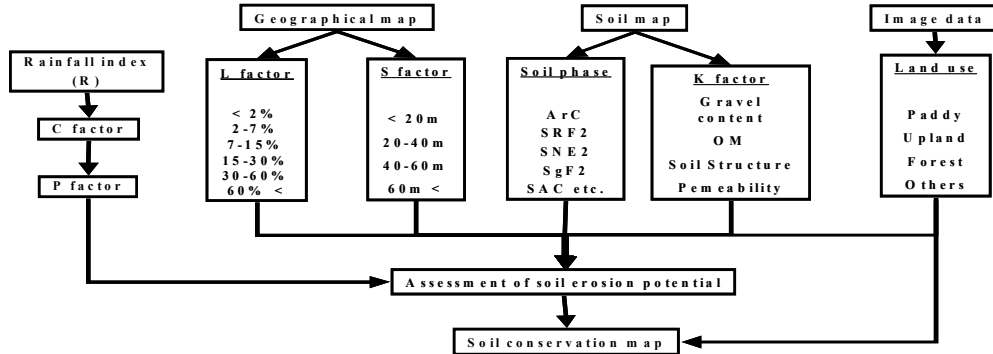 Geographical map
Soil map
Image data
Rainfall index
(R)
C factor
P factor
L factor
< 2%
2-7%
7-15%
15-30%
30-60%
60% <
S factor
< 20m
20-40m
40-60m
60m <
Soil phase
ArC
SRF2
SNE2
SgF2
SAC etc.
K factor
Gravel
content
OM
Soil Structure
Pemeability
Land use
Paddy
Upland
Forest
Others
Assessment of soil erosion potential
Soil conservation map